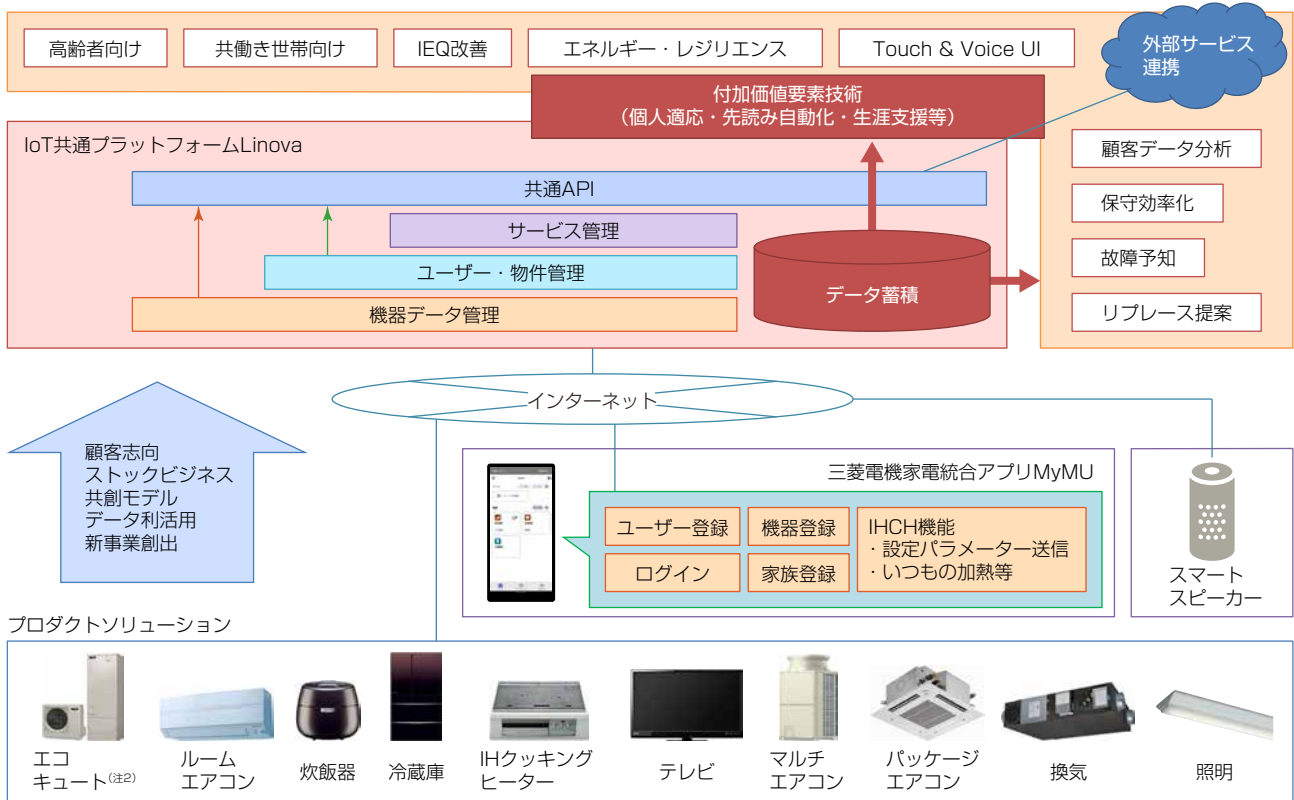 高齢者向け
共働き世帯向け
IEQ改善
エネルギー・レジリエンス
Touch & Voice UI
外部サービス
連携
付加価値要素技術
（個人適応・先読み自動化・生涯支援等）
IoT共通プラットフォームLinova
共通API
サービス管理
ユーザー・物件管理
機器データ管理
データ蓄積
顧客データ分析
保守効率化
故障予知
リプレース提案
インターネット
顧客志向
ストックビジネス
共創モデル
データ利活用
新事業創出
三菱電機家電統合アプリMyMU
ユーザー登録
機器登録
ログイン
家族登録
IHCH機能
・設定パラメーター送信
・いつもの加熱等
スマート
スピーカー
プロダクトソリューション
エコ
キュート(注2)
ルーム
エアコン
炊飯器
冷蔵庫
IHクッキング
ヒーター
テレビ
マルチ
エアコン
パッケージ
エアコン
換気
照明